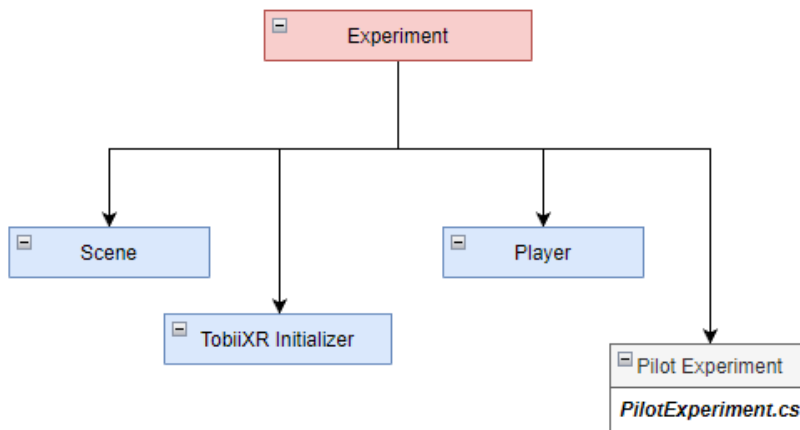 Experiment
Scene
Player
TobiiXR Initializer
Pilot Experiment
PilotExperiment.cs